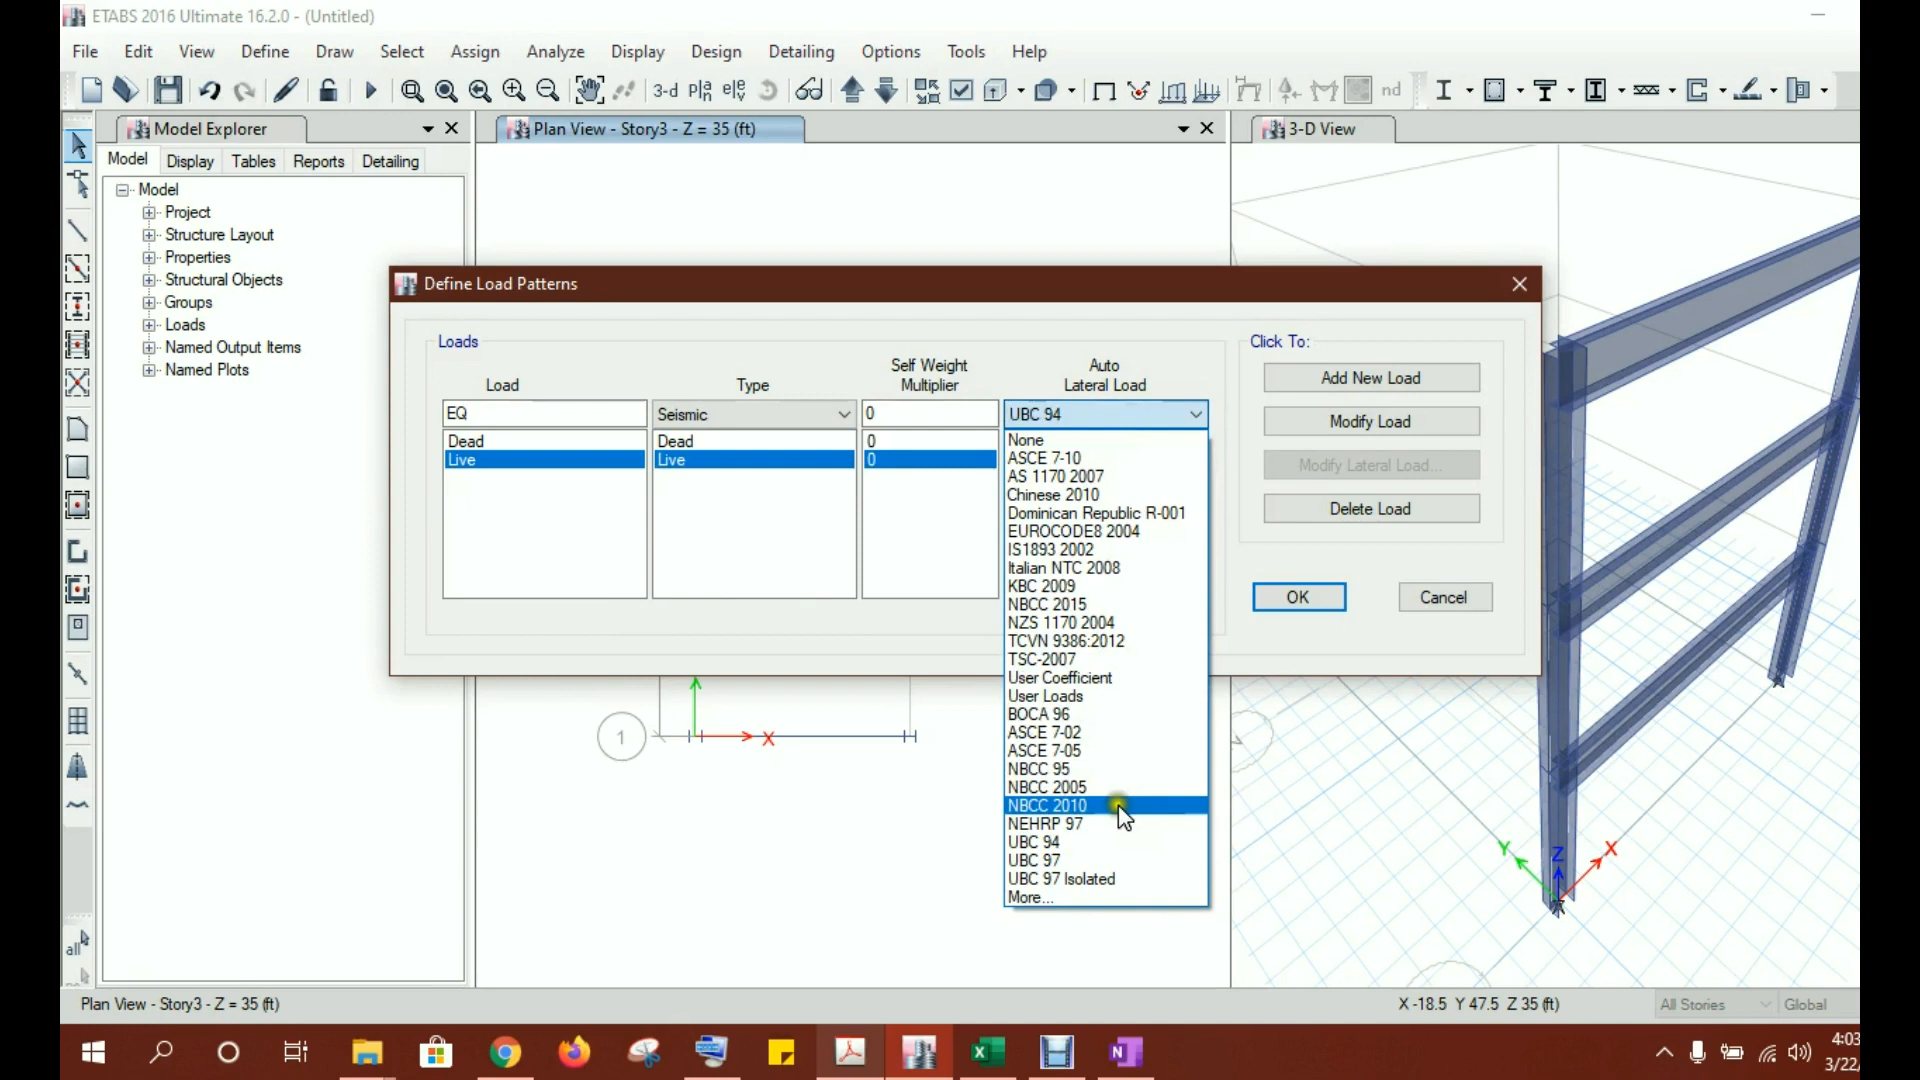 ETABS 2016 Ultimate 16.2.0 - (Untitled)
File Edit View Define Draw Select Assign Analyze Display Design Detailing Options Tools Help
3-d nd
Model Explorer
Plan View - Story3 - Z = 35 (ft)
3-D View
Model Display Tables Reports Detailing
Model
Project
Structure Layout
Properties
Structural Objects
Groups
Loads
Named Output Items
Named Plots
Define Load Patterns
Loads
Click To:
Load
Type
Self Weight
Multiplier
Auto
Lateral Load
EQ Seismic 0 UBC 94
Dead Dead 0
Live Live 0
None
ASCE 7-10
AS 1170 2007
Chinese 2010
Dominican Republic R-001
EUROCODE8 2004
IS1893 2002
Italian NTC 2008
KBC 2009
NBCC 2015
NZS 1170 2004
TCVN 9386:2012
TSC-2007
User Coefficient
User Loads
BOCA 96
ASCE 7-02
ASCE 7-05
NBCC 95
NBCC 2005
NBCC 2010
NEHRP 97
UBC 94
UBC 97
UBC 97 Isolated
More...
Add New Load
Modify Load
Modify Lateral Load...
Delete Load
OK
Cancel
1
X
Y Z X
all
Plan View - Story3 - Z = 35 (ft)
X -18.5 Y 47.5 Z 35 (ft)
All Stories
Global
4:03
3/22/